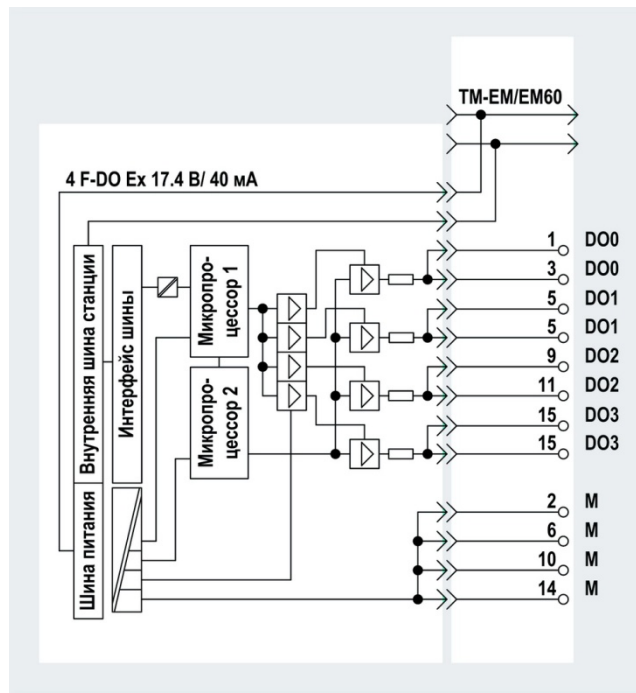 TM-EM/EM60
4 F-DO Ex 17.4 В/ 40 мА
Внутренняя шина станции
Шина питания
Интерфейс шины
Микропро-
цессор 1
Микропро-
цессор 2
1 DO0
3 DO0
5 DO1
5 DO1
9 DO2
11 DO2
15 DO3
15 DO3
2 M
6 M
10 M
14 M